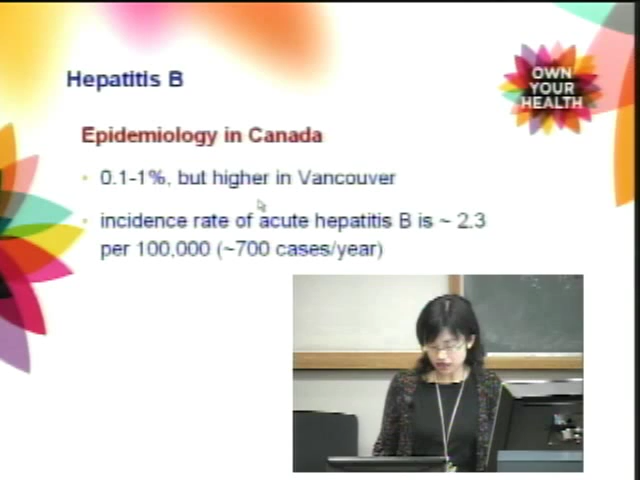 Hepatitis B
OWN
YOUR
HEALTH
Epidemiology in Canada
0.1-1%, but higher in Vancouver
incidence rate of acute hepatitis B is ~ 2.3
per 100,000 (~700 cases/year)